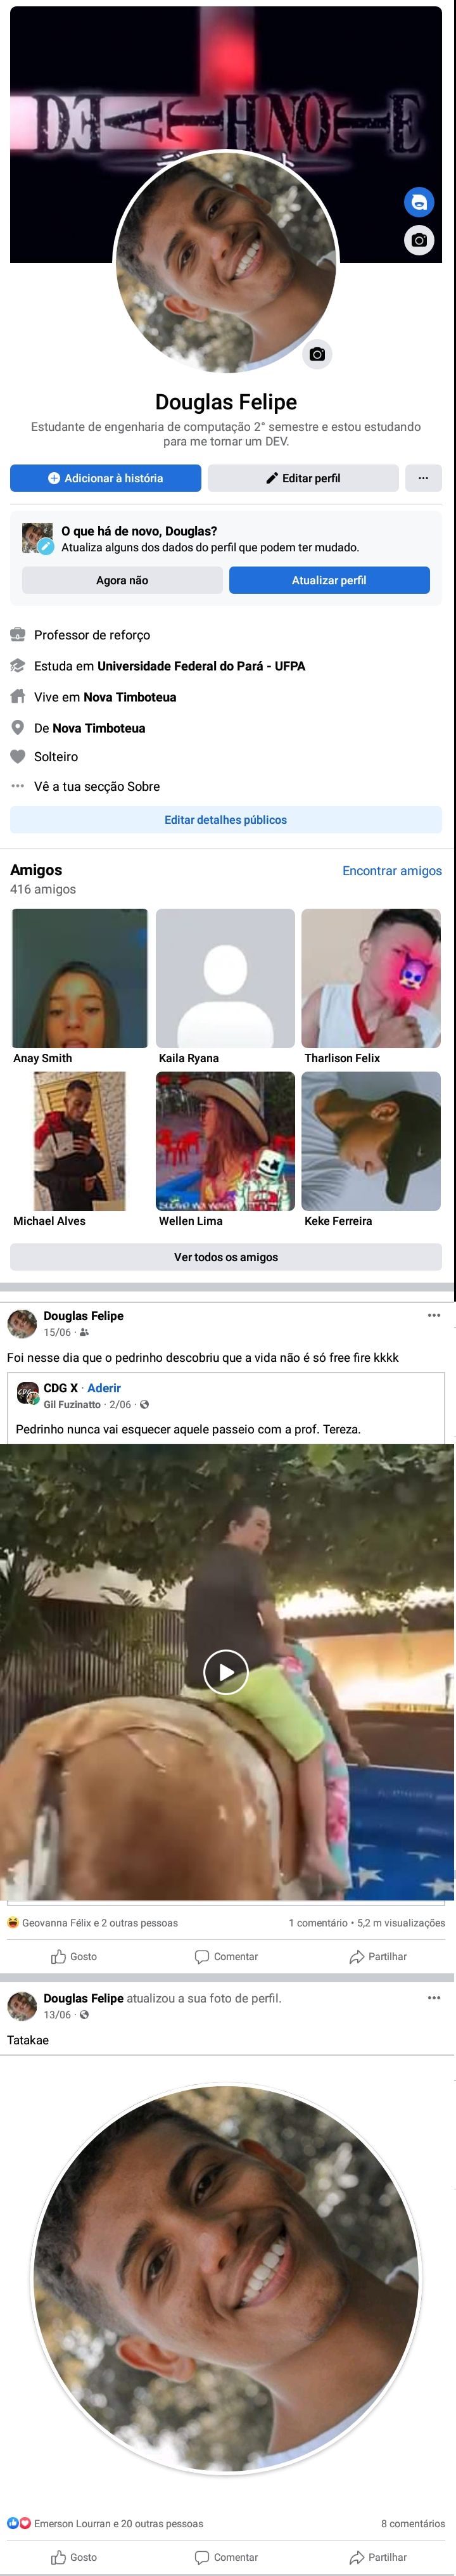 DEATH NOTE
Douglas Felipe
Estudante de engenharia de computação 2° semestre e estou estudando
para me tornar um DEV.
Adicionar à história
Editar perfil
O que há de novo, Douglas?
Atualiza alguns dos dados do perfil que podem ter mudado.
Agora não
Atualizar perfil
Professor de reforço
Estuda em Universidade Federal do Pará - UFPA
Vive em Nova Timboteua
De Nova Timboteua
Solteiro
Vê a tua secção Sobre
Editar detalhes públicos
Amigos
Encontrar amigos
416 amigos
Anay Smith
Kaila Ryana
Tharlison Felix
Michael Alves
Wellen Lima
Keke Ferreira
Ver todos os amigos
Douglas Felipe
15/06 ·
Foi nesse dia que o pedrinho descobriu que a vida não é só free fire kkkk
CDG X · Aderir
Gil Fuzinatto · 2/06 ·
Pedrinho nunca vai esquecer aquele passeio com a prof. Tereza.
Geovanna Félix e 2 outras pessoas
1 comentário • 5,2 m visualizações
Gosto
Comentar
Partilhar
Douglas Felipe atualizou a sua foto de perfil.
13/06 ·
Tatakae
Emerson Lourran e 20 outras pessoas
8 comentários
Gosto
Comentar
Partilhar